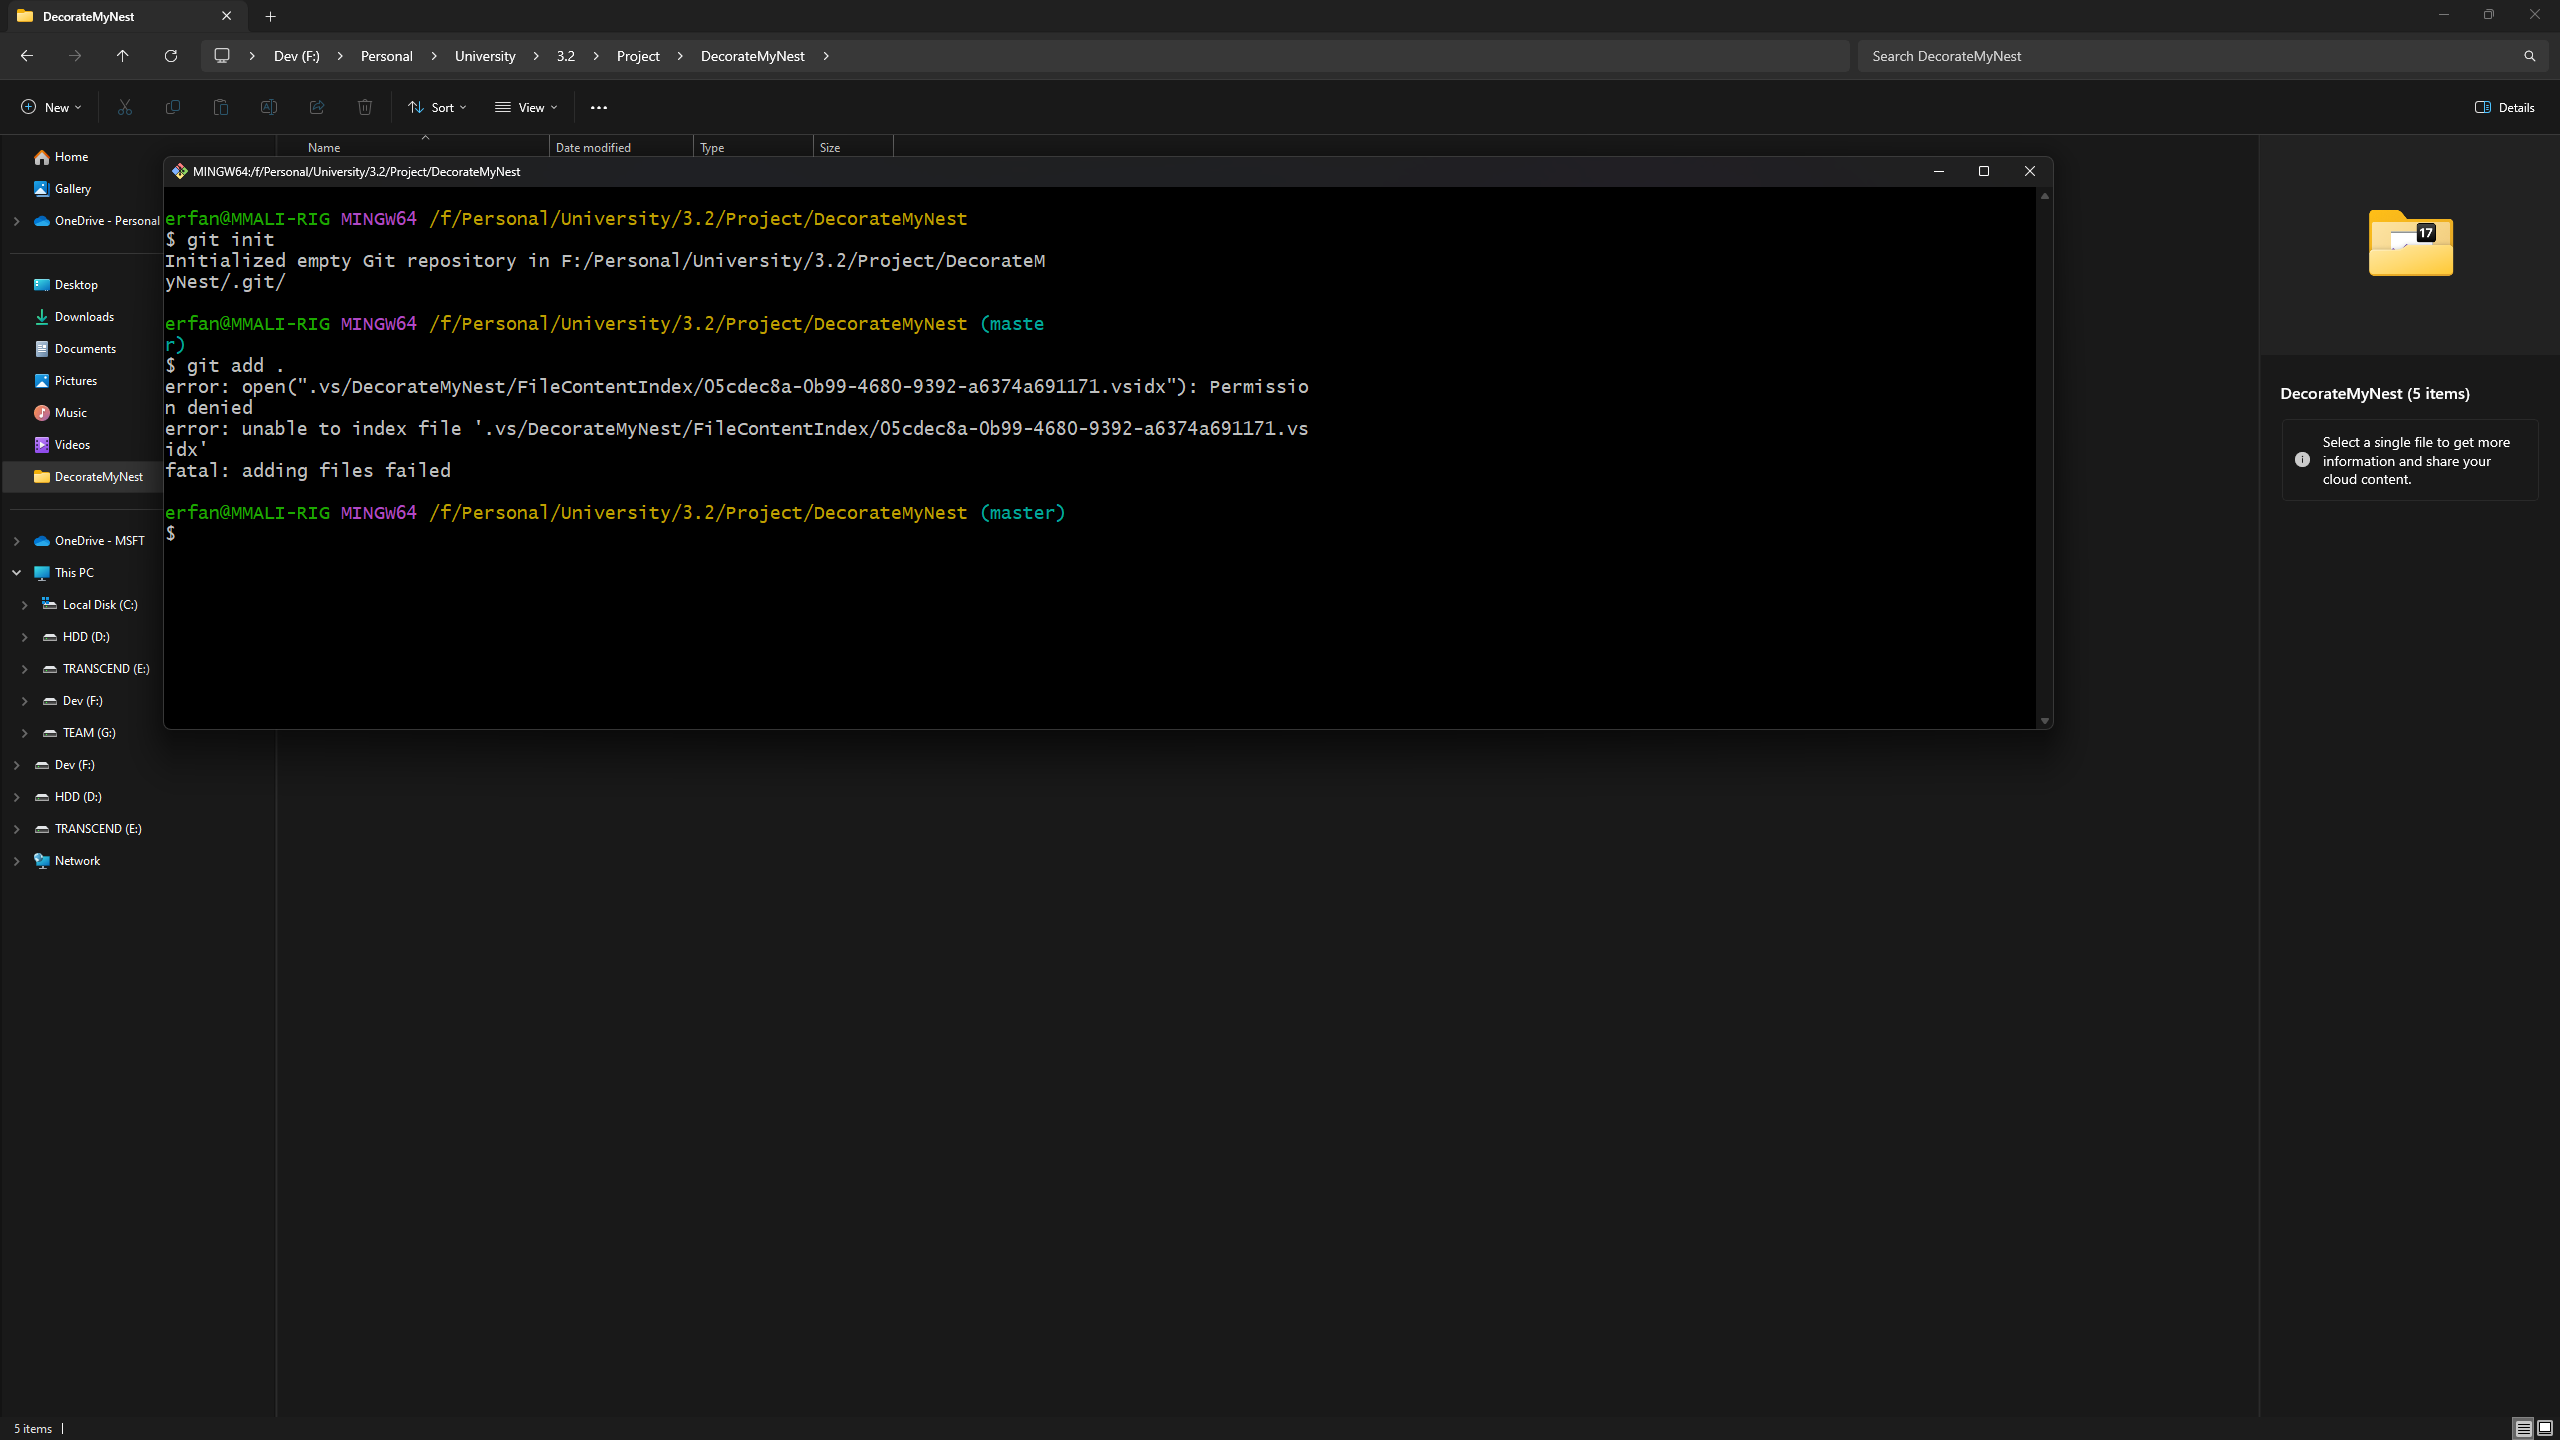 DecorateMyNest
Dev (F:) Personal University 3.2 Project DecorateMyNest
Search DecorateMyNest
New Sort View Details
Name Date modified Type Size
Home
Gallery
OneDrive - Personal
Desktop
Downloads
Documents
Pictures
Music
Videos
DecorateMyNest
OneDrive - MSFT
This PC
Local Disk (C:)
HDD (D:)
TRANSCEND (E:)
Dev (F:)
TEAM (G:)
Dev (F:)
HDD (D:)
TRANSCEND (E:)
Network
MINGW64:/f/Personal/University/3.2/Project/DecorateMyNest
erfan@MMALI-RIG MINGW64 /f/Personal/University/3.2/Project/DecorateMyNest
$ git init
Initialized empty Git repository in F:/Personal/University/3.2/Project/DecorateM
yNest/.git/
erfan@MMALI-RIG MINGW64 /f/Personal/University/3.2/Project/DecorateMyNest (maste
r)
$ git add .
error: open(".vs/DecorateMyNest/FileContentIndex/05cdec8a-0b99-4680-9392-a6374a691171.vsidx"): Permissio
n denied
error: unable to index file '.vs/DecorateMyNest/FileContentIndex/05cdec8a-0b99-4680-9392-a6374a691171.vs
idx'
fatal: adding files failed
erfan@MMALI-RIG MINGW64 /f/Personal/University/3.2/Project/DecorateMyNest (master)
$
17
DecorateMyNest (5 items)
Select a single file to get more
information and share your
cloud content.
5 items